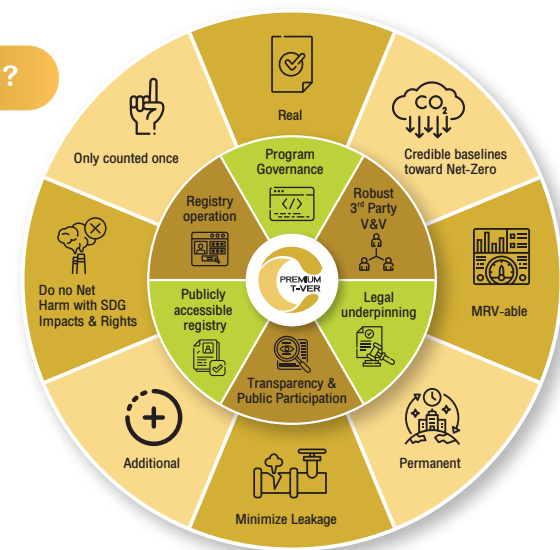 ?
Real
Only counted once
CO₂
Credible baselines
toward Net-Zero
Program
Governance
</>
Registry
operation
Robust
3rd Party
V&V
Do no Net
Harm with SDG
Impacts & Rights
PREMIUM
T-VER
MRV-able
Publicly
accessible
registry
A
Legal
underpinning
Transparency &
Public Participation
Additional
Permanent
Minimize Leakage